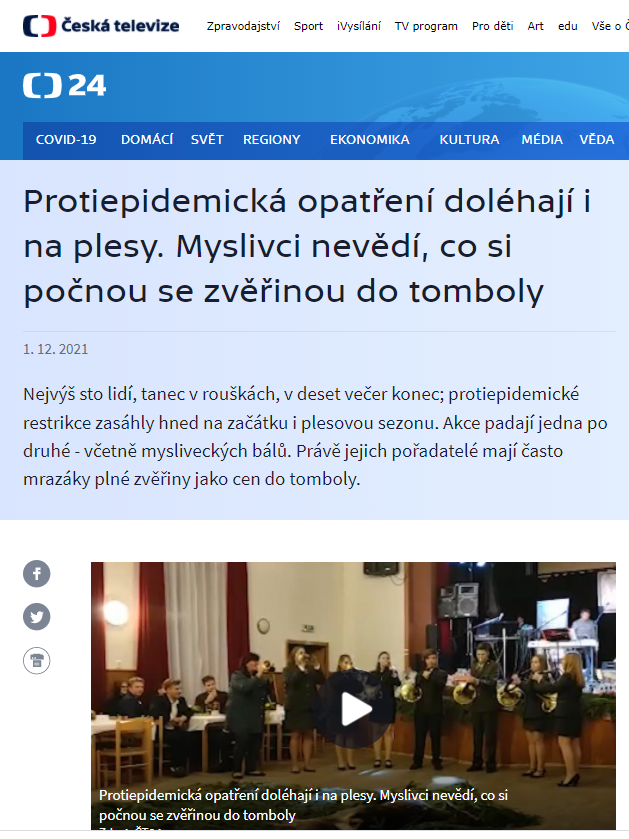 Česká televize
Zpravodajství Sport iVysílání TV program Pro děti Art edu Vše o Č
24
COVID-19 DOMÁCÍ SVĚT REGIONY EKONOMIKA KULTURA MÉDIA VĚDA
Protiepidemická opatření doléhají i
na plesy. Myslivci nevědí, co si
počnou se zvěřinou do tomboly
1. 12. 2021
Nejvýš sto lidí, tanec v rouškách, v deset večer konec; protiepidemické
restrikce zasáhly hned na začátku i plesovou sezonu. Akce padají jedna po
druhé - včetně mysliveckých bálů. Právě jejich pořadatelé mají často
mrazáky plné zvěřiny jako cen do tomboly.
Protiepidemická opatření doléhají i na plesy. Myslivci nevědí, co si
počnou se zvěřinou do tomboly